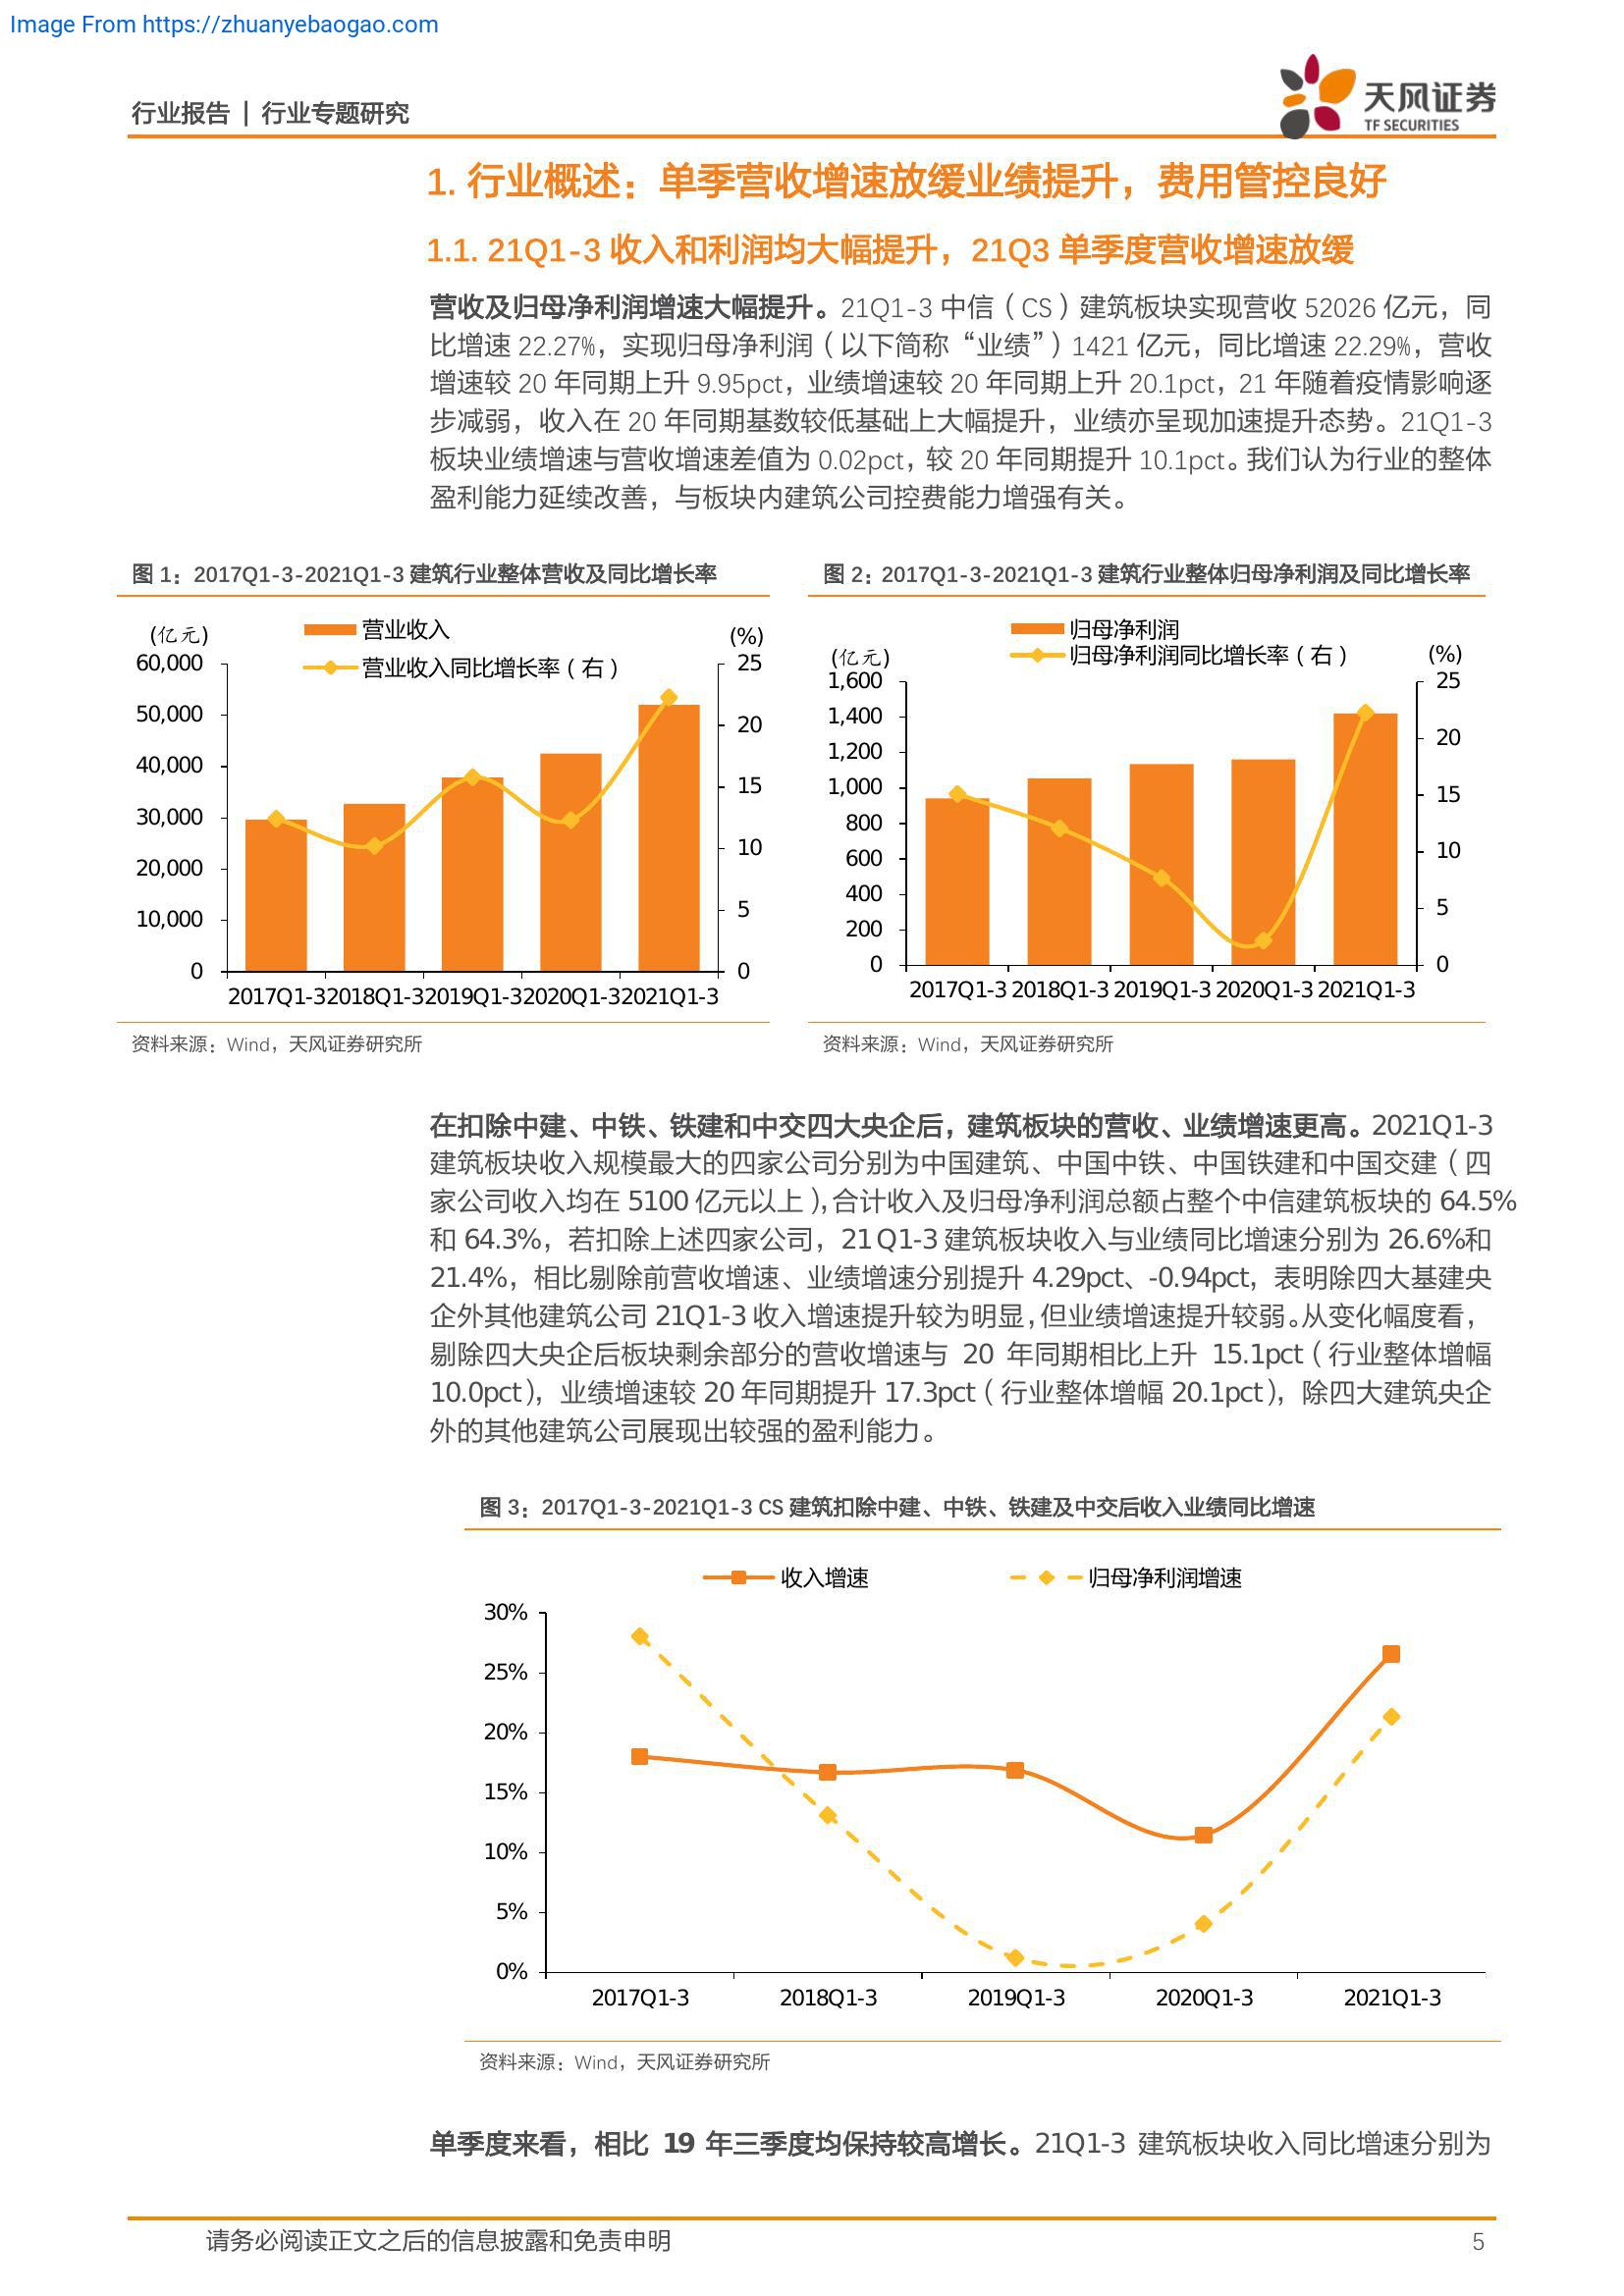 Image From https://zhuanyebaogao.com
行业报告 | 行业专题研究
天风证券
TF SECURITIES
1. 行业概述：单季营收增速放缓业绩提升，费用管控良好
1.1. 21Q1-3 收入和利润均大幅提升，21Q3 单季度营收增速放缓
营收及归母净利润增速大幅提升。21Q1-3 中信（CS）建筑板块实现营收 52026 亿元，同
比增速 22.27%，实现归母净利润（以下简称“业绩”）1421 亿元，同比增速 22.29%，营收
增速较 20 年同期上升 9.95pct，业绩增速较 20 年同期上升 20.1pct，21 年随着疫情影响逐
步减弱，收入在 20 年同期基数较低基础上大幅提升，业绩亦呈现加速提升态势。21Q1-3
板块业绩增速与营收增速差值为 0.02pct，较 20 年同期提升 10.1pct。我们认为行业的整体
盈利能力延续改善，与板块内建筑公司控费能力增强有关。
图 1：2017Q1-3-2021Q1-3 建筑行业整体营收及同比增长率
(亿元)
营业收入
营业收入同比增长率（右）
(%)
60,000
50,000
40,000
30,000
20,000
10,000
0
25
20
15
10
5
0
2017Q1-3 2018Q1-3 2019Q1-3 2020Q1-3 2021Q1-3
资料来源：Wind，天风证券研究所
图 2：2017Q1-3-2021Q1-3 建筑行业整体归母净利润及同比增长率
归母净利润
归母净利润同比增长率（右）
(亿元)
(%)
1,600
1,400
1,200
1,000
800
600
400
200
0
25
20
15
10
5
0
2017Q1-3 2018Q1-3 2019Q1-3 2020Q1-3 2021Q1-3
资料来源：Wind，天风证券研究所
在扣除中建、中铁、铁建和中交四大央企后，建筑板块的营收、业绩增速更高。2021Q1-3
建筑板块收入规模最大的四家公司分别为中国建筑、中国中铁、中国铁建和中国交建（四
家公司收入均在 5100 亿元以上），合计收入及归母净利润总额占整个中信建筑板块的 64.5%
和 64.3%，若扣除上述四家公司，21Q1-3 建筑板块收入与业绩同比增速分别为 26.6%和
21.4%，相比剔除前营收增速、业绩增速分别提升 4.29pct、-0.94pct，表明除四大基建央
企外其他建筑公司 21Q1-3 收入增速提升较为明显，但业绩增速提升较弱。从变化幅度看，
剔除四大央企后板块剩余部分的营收增速与 20 年同期相比上升 15.1pct（行业整体增幅
10.0pct），业绩增速较 20 年同期提升 17.3pct（行业整体增幅 20.1pct），除四大建筑央企
外的其他建筑公司展现出较强的盈利能力。
图 3：2017Q1-3-2021Q1-3 CS 建筑扣除中建、中铁、铁建及中交后收入业绩同比增速
收入增速
归母净利润增速
30%
25%
20%
15%
10%
5%
0%
2017Q1-3 2018Q1-3 2019Q1-3 2020Q1-3 2021Q1-3
资料来源：Wind，天风证券研究所
单季度来看，相比 19 年三季度均保持较高增长。21Q1-3 建筑板块收入同比增速分别为
请务必阅读正文之后的信息披露和免责申明
5